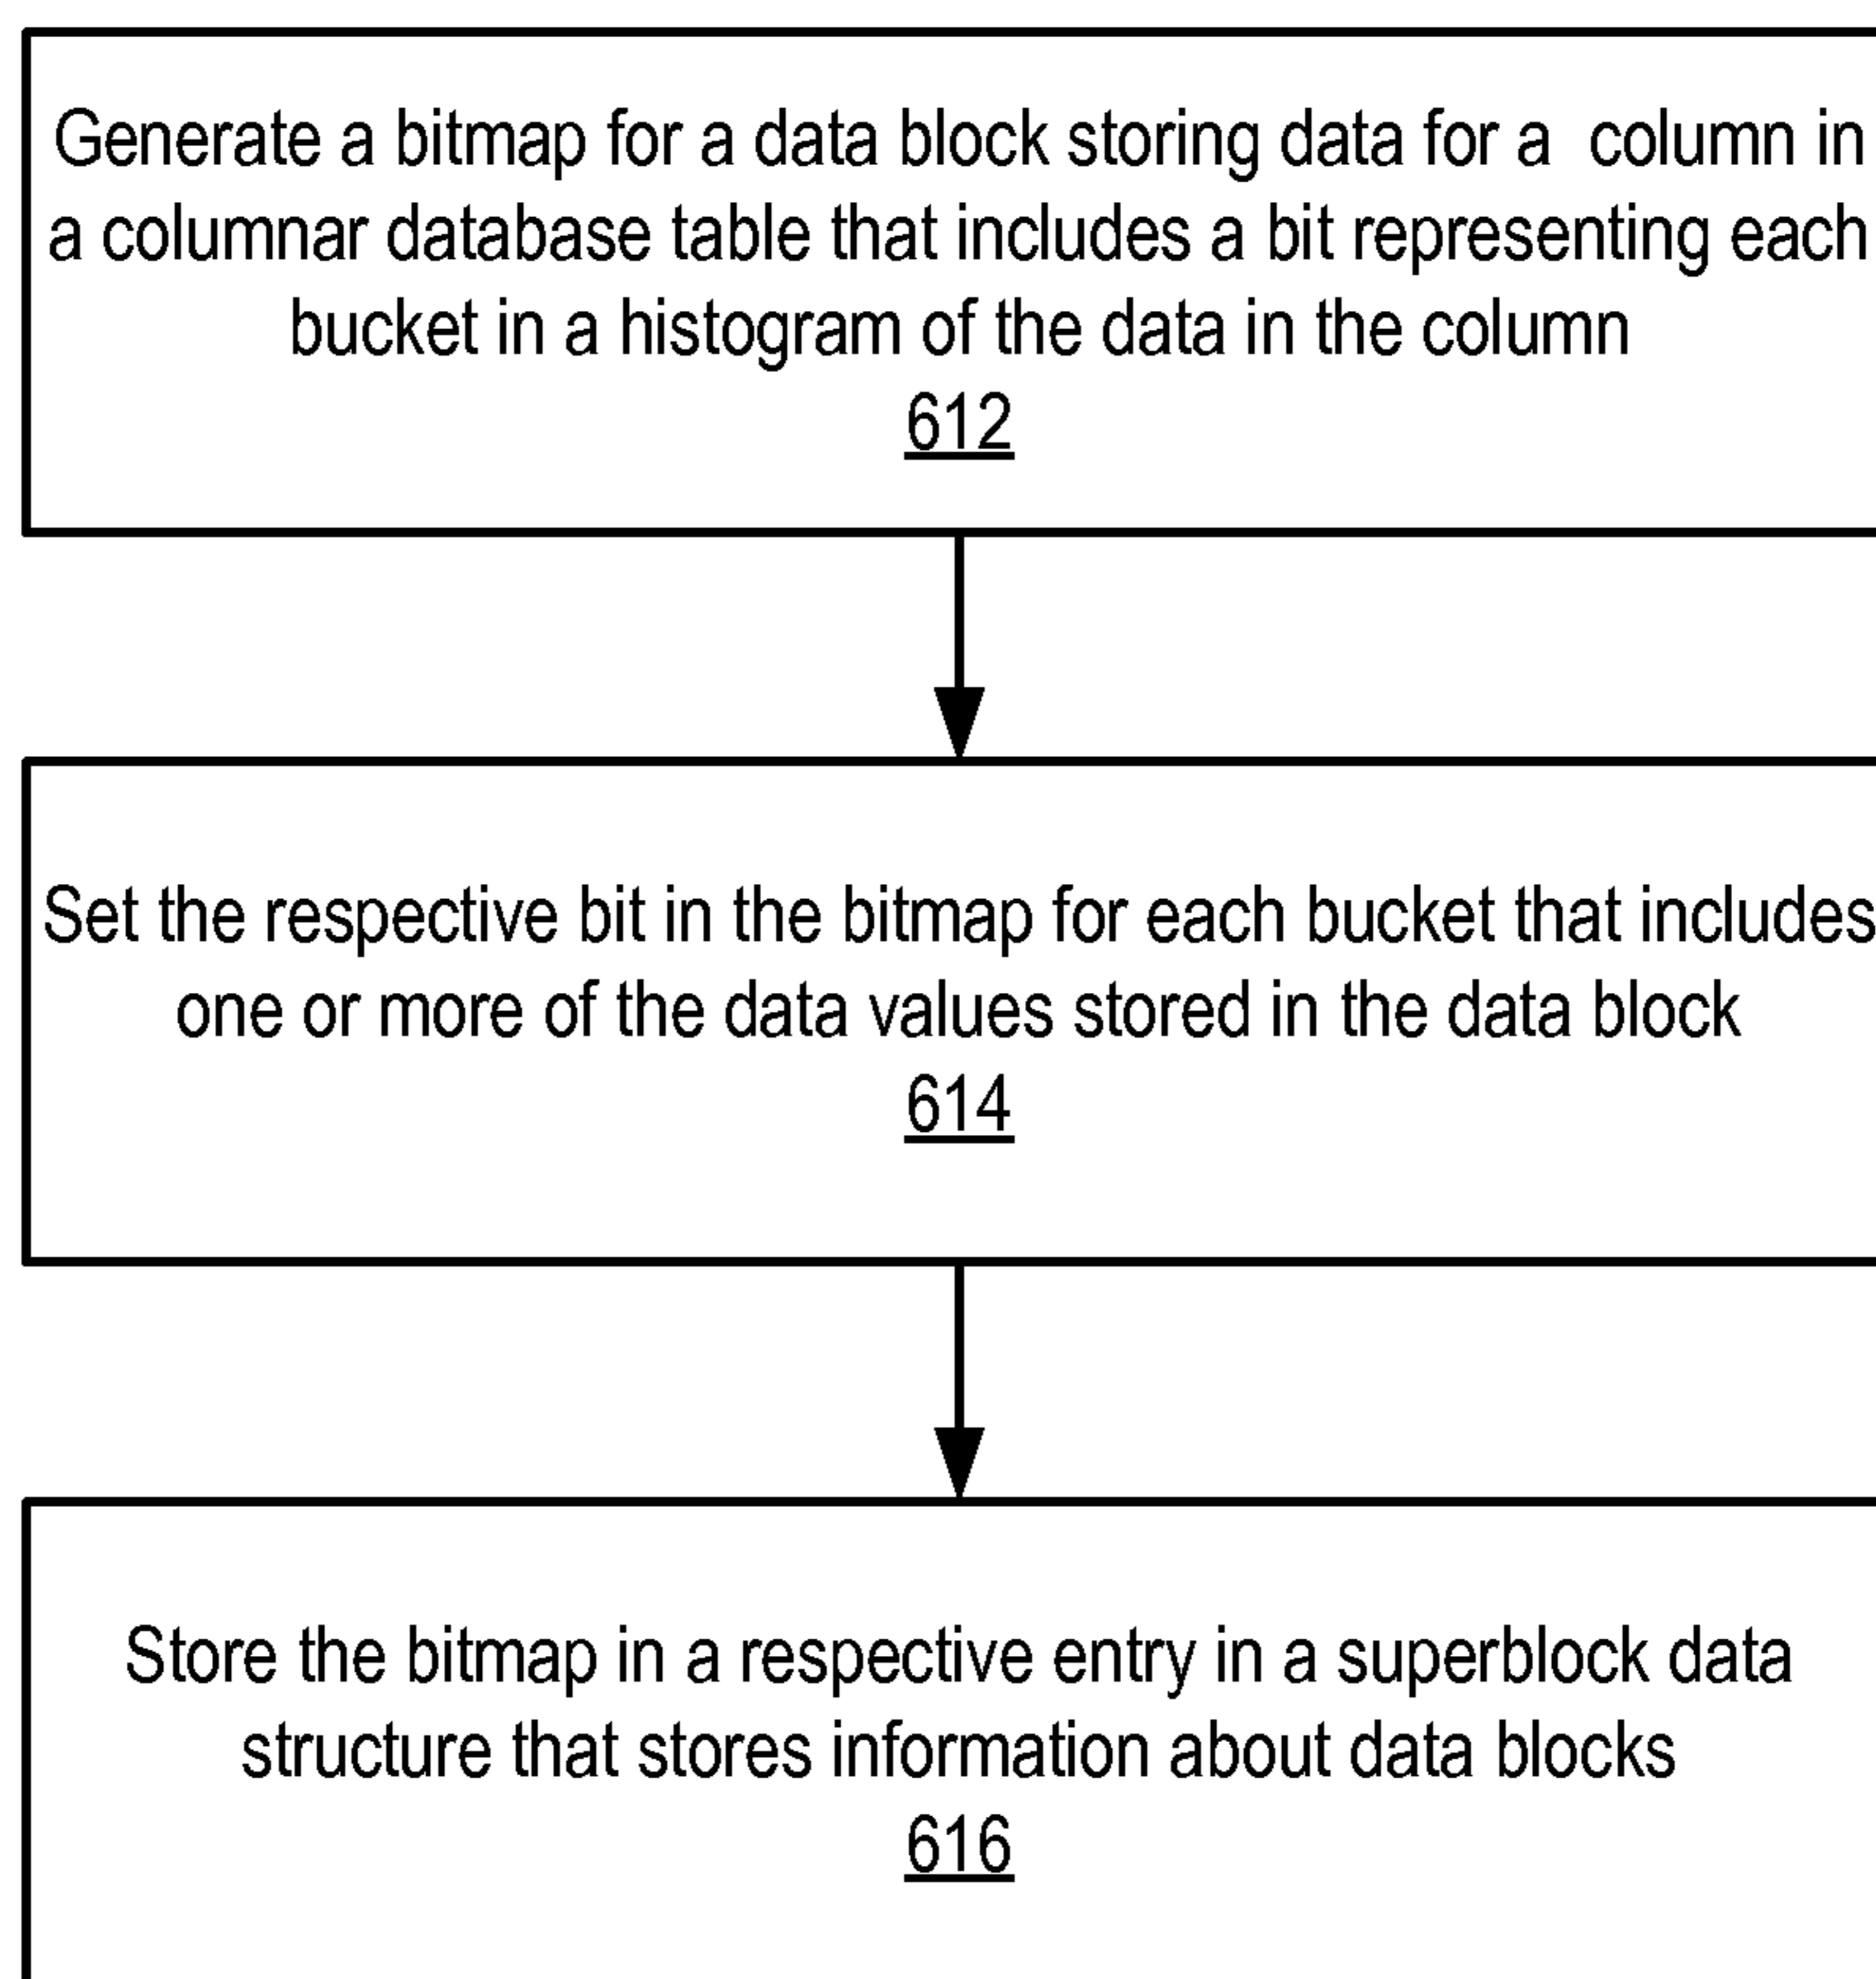 Generate a bitmap for a data block storing data for a column in
a columnar database table that includes a bit representing each
bucket in a histogram of the data in the column
612
Set the respective bit in the bitmap for each bucket that includes
one or more of the data values stored in the data block
614
Store the bitmap in a respective entry in a superblock data
structure that stores information about data blocks
616